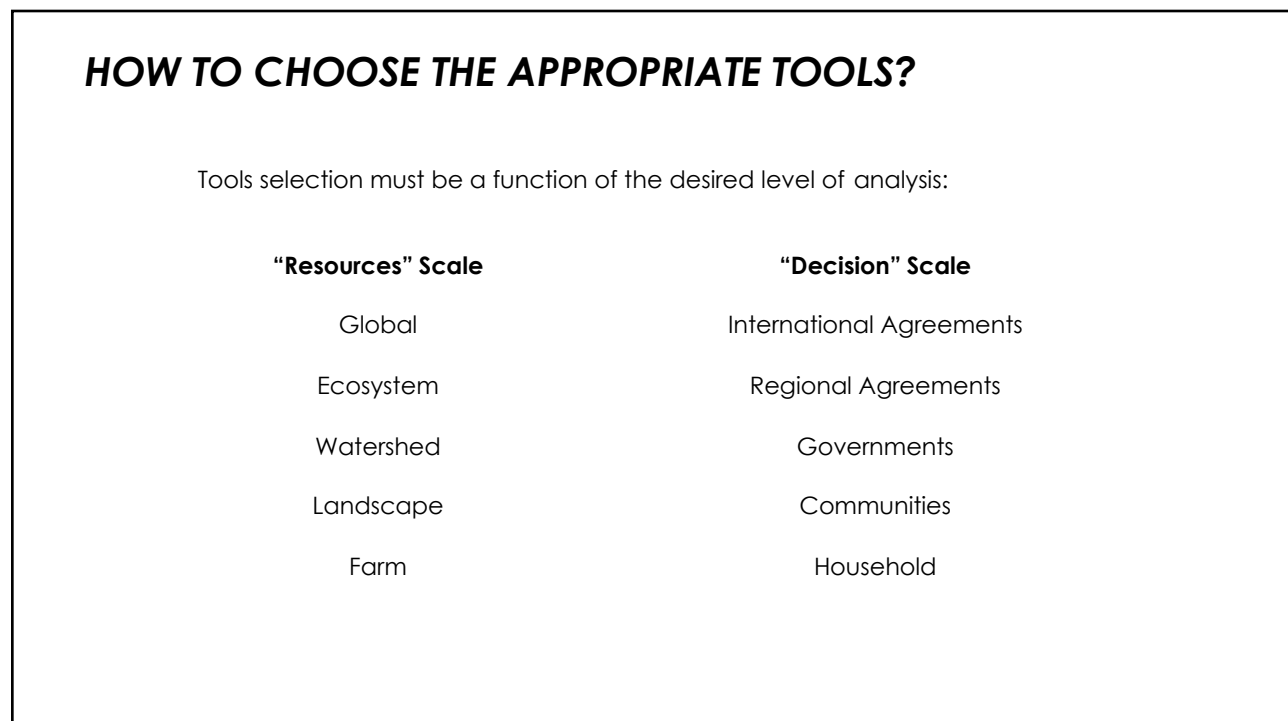 HOW TO CHOOSE THE APPROPRIATE TOOLS?
Tools selection must be a function of the desired level of analysis:
“Resources” Scale
“Decision” Scale
Global
International Agreements
Ecosystem
Regional Agreements
Watershed
Governments
Landscape
Communities
Farm
Household